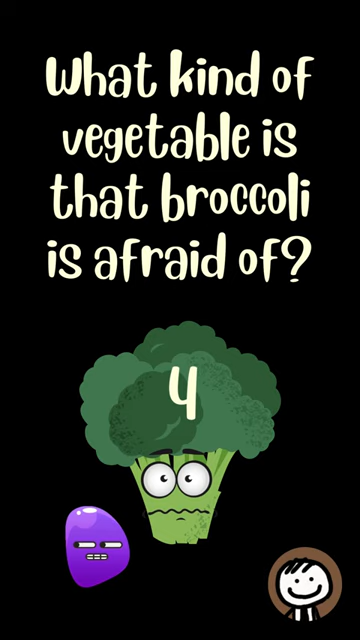 What kind of
vegetable is
that broccoli
is afraid of?
4